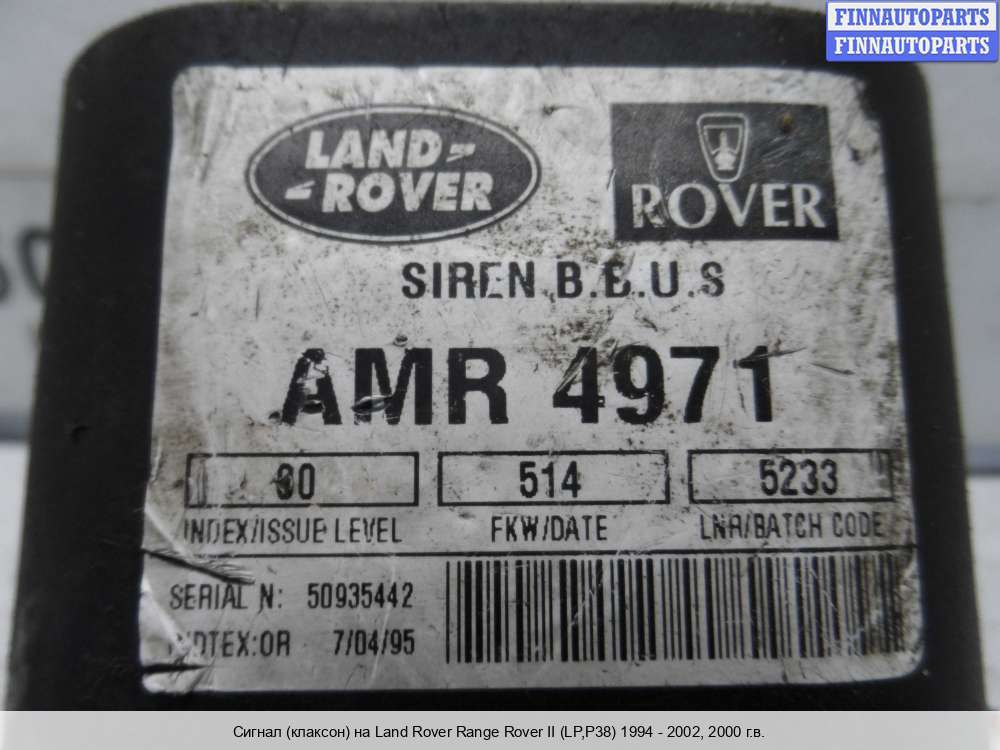 FINNAUTOPARTS
FINNAUTOPARTS
LAND-
-ROVER
ROVER
SIREN B.B.U.S
AMR 4971
00 514 5233
INDEX/ISSUE LEVEL FKW/DATE LNR/BATCH CODE
SERIAL N: 50935442
7/04/95
Сигнал (клаксон) на Land Rover Range Rover II (LP,P38) 1994 - 2002, 2000 г.в.